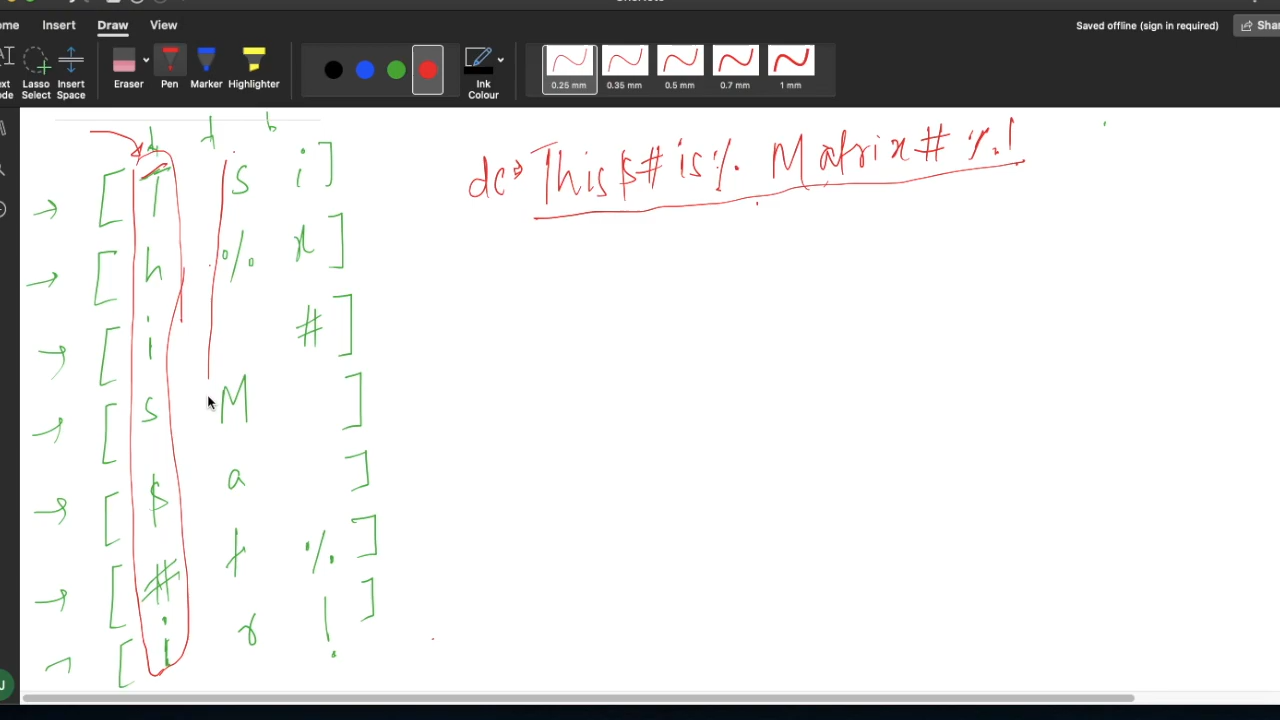 Insert Draw View Saved offline (sign in required)
Lasso Select Insert Space Eraser Pen Marker Highlighter Ink Colour 0.25 mm 0.35 mm 0.5 mm 0.7 mm 1 mm
[ T s i ]
[ h % x ]
[ i # ]
[ s M ]
[ $ a ]
[ # t % ]
[ i r !
This$# is% Matrix# %!